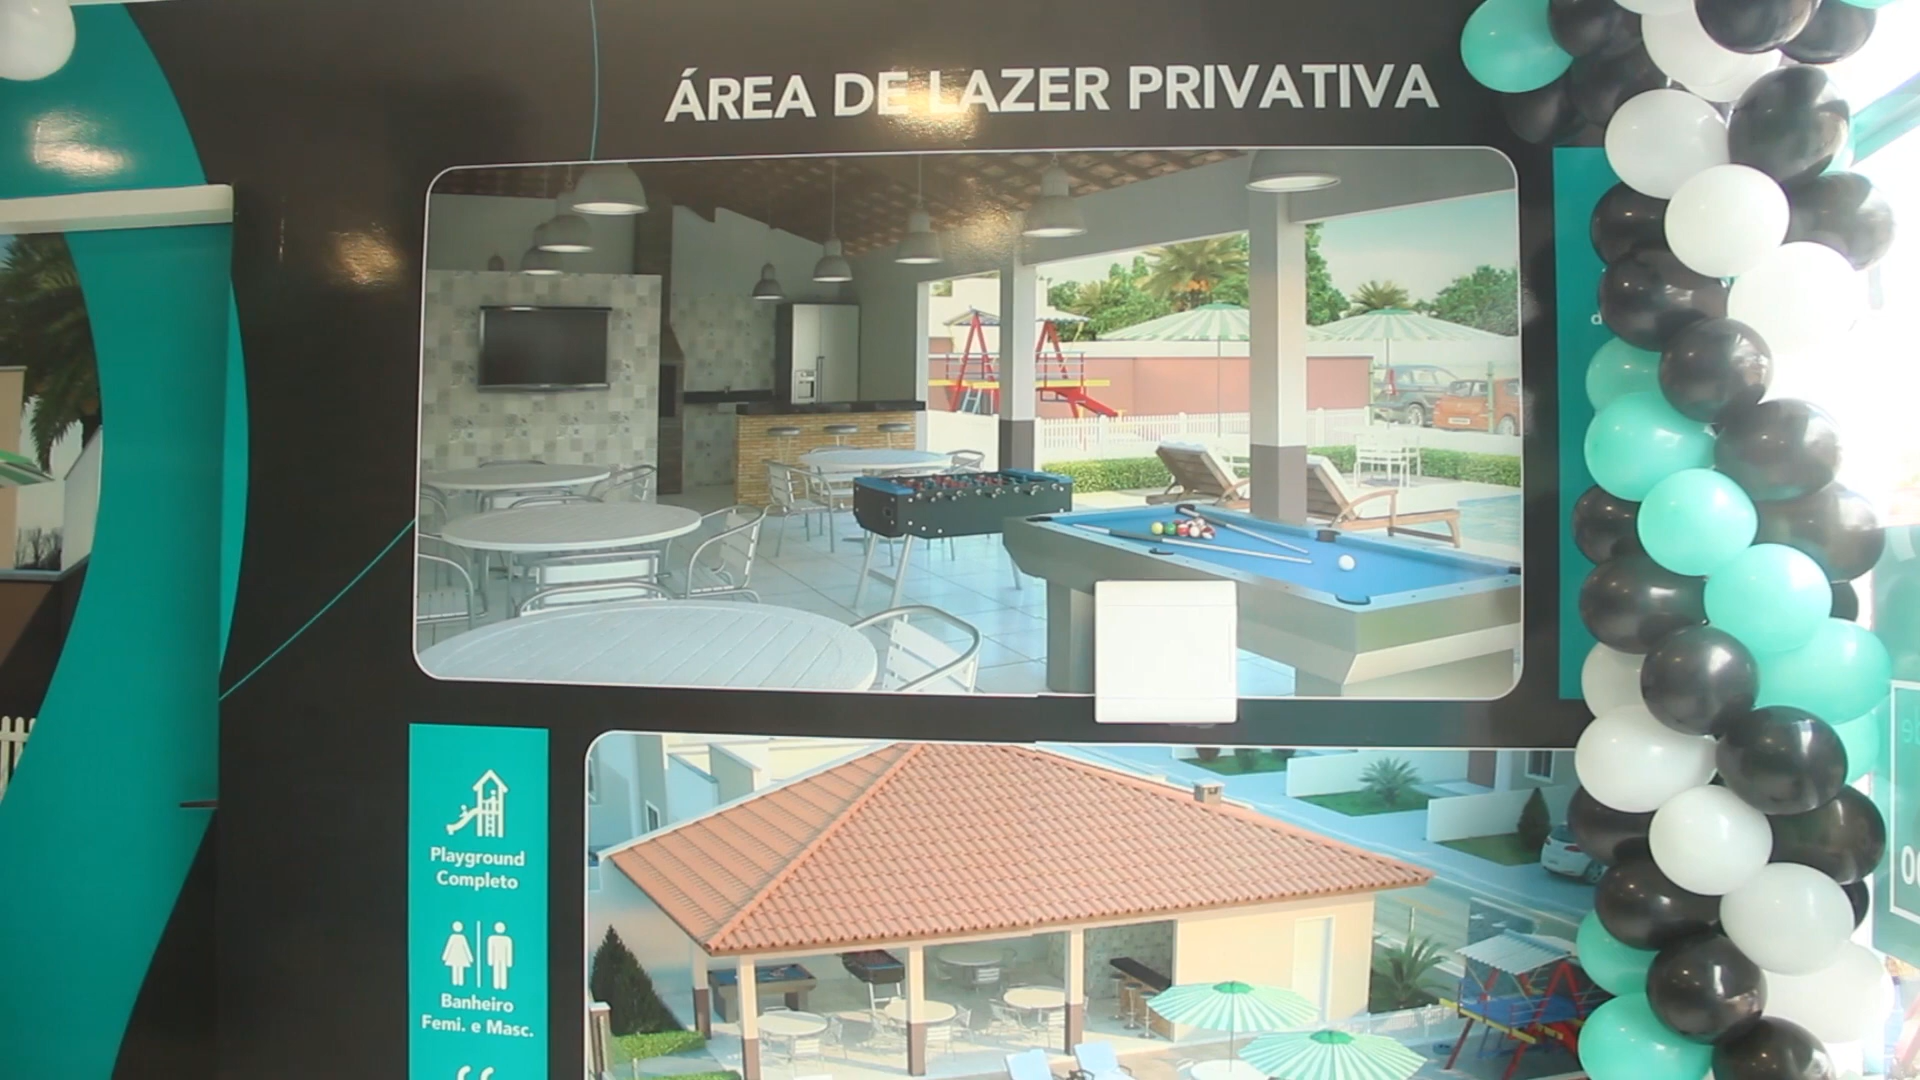 ÁREA DE LAZER PRIVATIVA
Playground
Completo
Banheiro
Femi. e Masc.